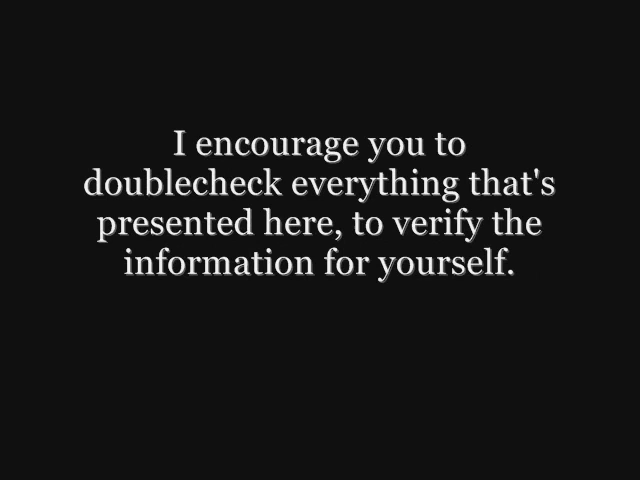 I encourage you to
doublecheck everything that's
presented here, to verify the
information for yourself.